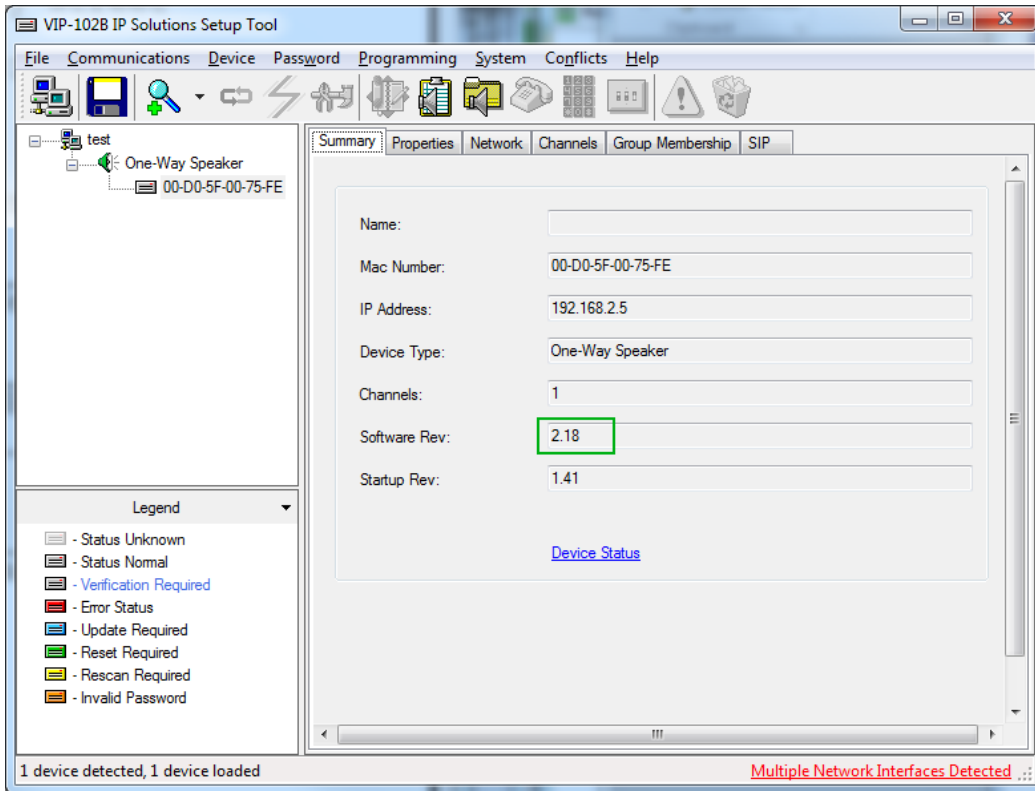 VIP-102B IP Solutions Setup Tool
File Communications Device Password Programming System Conflicts Help
test
One-Way Speaker
00-D0-5F-00-75-FE
Summary Properties Network Channels Group Membership SIP
Name:
Mac Number: 00-D0-5F-00-75-FE
IP Address: 192.168.2.5
Device Type: One-Way Speaker
Channels: 1
Software Rev: 2.18
Startup Rev: 1.41
Device Status
Legend
- Status Unknown
- Status Normal
- Verification Required
- Error Status
- Update Required
- Reset Required
- Rescan Required
- Invalid Password
1 device detected, 1 device loaded Multiple Network Interfaces Detected